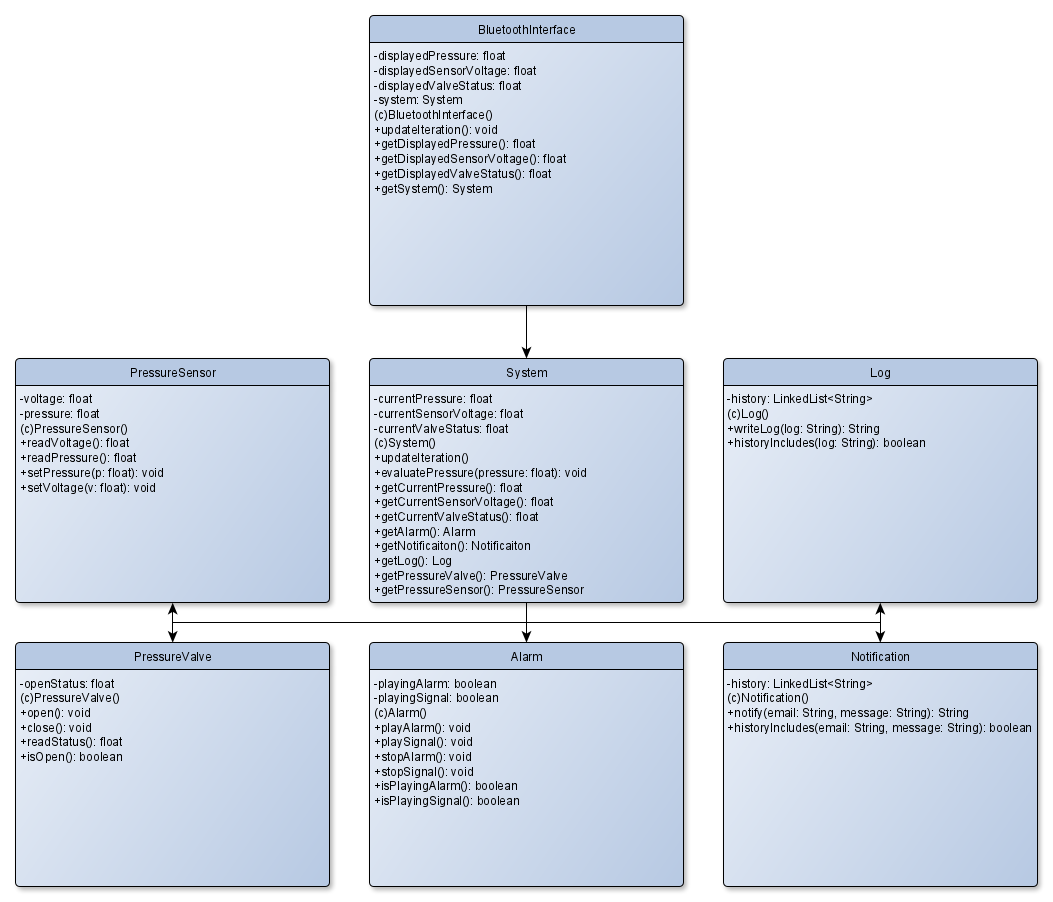 BluetoothInterface
-displayedPressure: float
-displayedSensorVoltage: float
-displayedValveStatus: float
-system: System
(c)BluetoothInterface()
+updateIteration(): void
+getDisplayedPressure(): float
+getDisplayedSensorVoltage(): float
+getDisplayedValveStatus(): float
+getSystem(): System
PressureSensor
-voltage: float
-pressure: float
(c)PressureSensor()
+readVoltage(): float
+readPressure(): float
+setPressure(p: float): void
+setVoltage(v: float): void
System
-currentPressure: float
-currentSensorVoltage: float
-currentValveStatus: float
(c)System()
+updateIteration()
+evaluatePressure(pressure: float): void
+getCurrentPressure(): float
+getCurrentSensorVoltage(): float
+getCurrentValveStatus(): float
+getAlarm(): Alarm
+getNotificaiton(): Notificaiton
+getLog(): Log
+getPressureValve(): PressureValve
+getPressureSensor(): PressureSensor
Log
-history: LinkedList<String>
(c)Log()
+writeLog(log: String): String
+historyIncludes(log: String): boolean
PressureValve
-openStatus: float
(c)PressureValve()
+open(): void
+close(): void
+readStatus(): float
+isOpen(): boolean
Alarm
-playingAlarm: boolean
-playingSignal: boolean
(c)Alarm()
+playAlarm(): void
+playSignal(): void
+stopAlarm(): void
+stopSignal(): void
+isPlayingAlarm(): boolean
+isPlayingSignal(): boolean
Notification
-history: LinkedList<String>
(c)Notification()
+notify(email: String, message: String): String
+historyIncludes(email: String, message: String): boolean